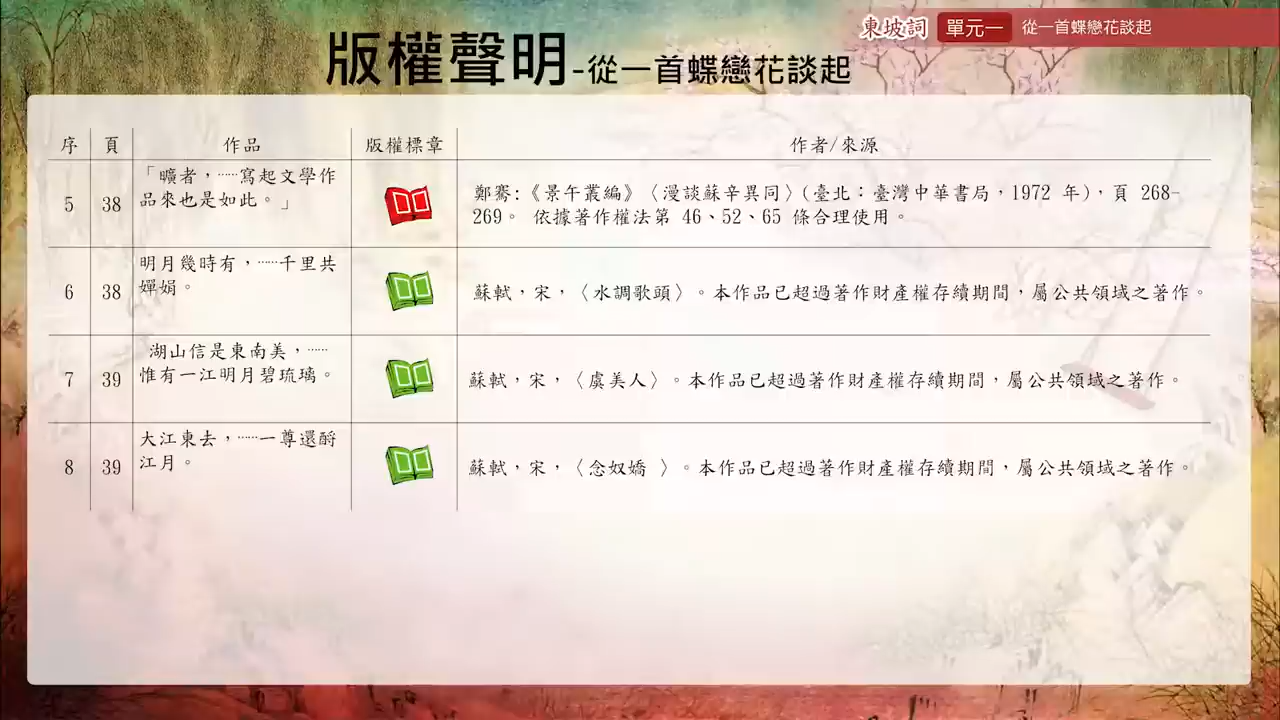 東坡詞 單元一 從一首蝶戀花談起
版權聲明-從一首蝶戀花談起
序 頁 作品 版權標章 作者/來源
5 38 「曠者，……寫起文學作
品來也是如此。」
鄭騫:《景午叢編》〈漫談蘇辛異同〉(臺北：臺灣中華書局，1972 年)，頁 268-
269。 依據著作權法第 46、52、65 條合理使用。
6 38 明月幾時有，……千里共
嬋娟。
蘇軾，宋，〈水調歌頭〉。本作品已超過著作財產權存續期間，屬公共領域之著作。
7 39 湖山信是東南美，……
惟有一江明月碧琉璃。
蘇軾，宋，〈虞美人〉。本作品已超過著作財產權存續期間，屬公共領域之著作。
8 39 大江東去，……一尊還酹
江月。
蘇軾，宋，〈念奴嬌 〉。本作品已超過著作財產權存續期間，屬公共領域之著作。